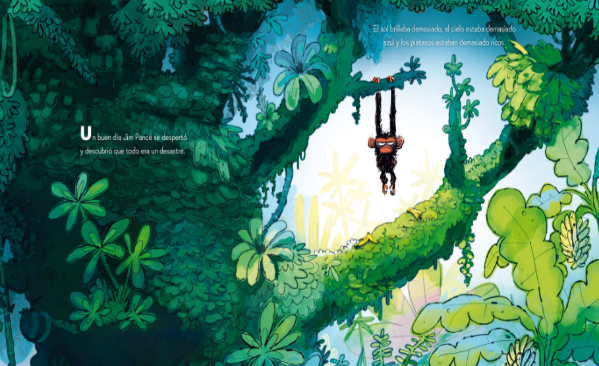 Un buen día Jim Pancé se despertó
y descubrió que todo era un desastre.
El sol brillaba demasiado, el cielo estaba demasiado
azul y los plátanos estaban demasiado ricos.